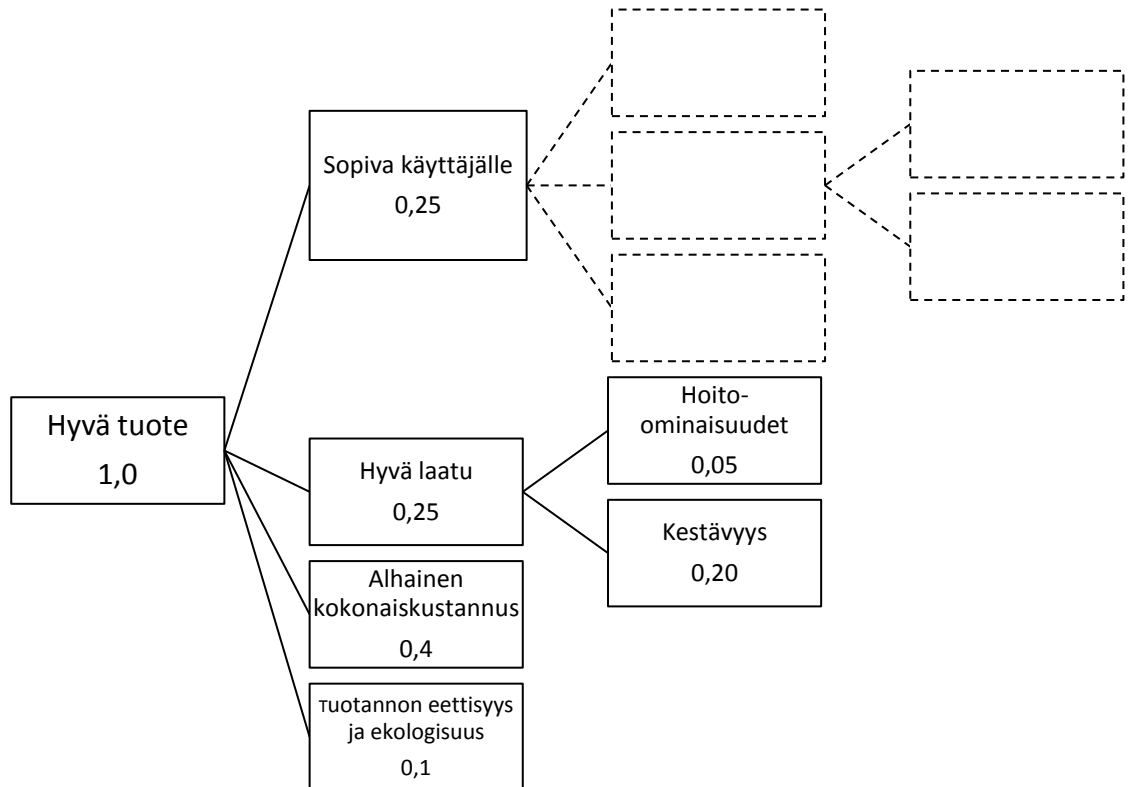 Sopiva käyttäjälle
0,25
Hyvä tuote
1,0
Hyvä laatu
0,25
Hoito-
ominaisuudet
0,05
Kestävyys
0,20
Alhainen
kokonaiskustannus
0,4
Tuotannon eettisyys
ja ekologisuus
0,1